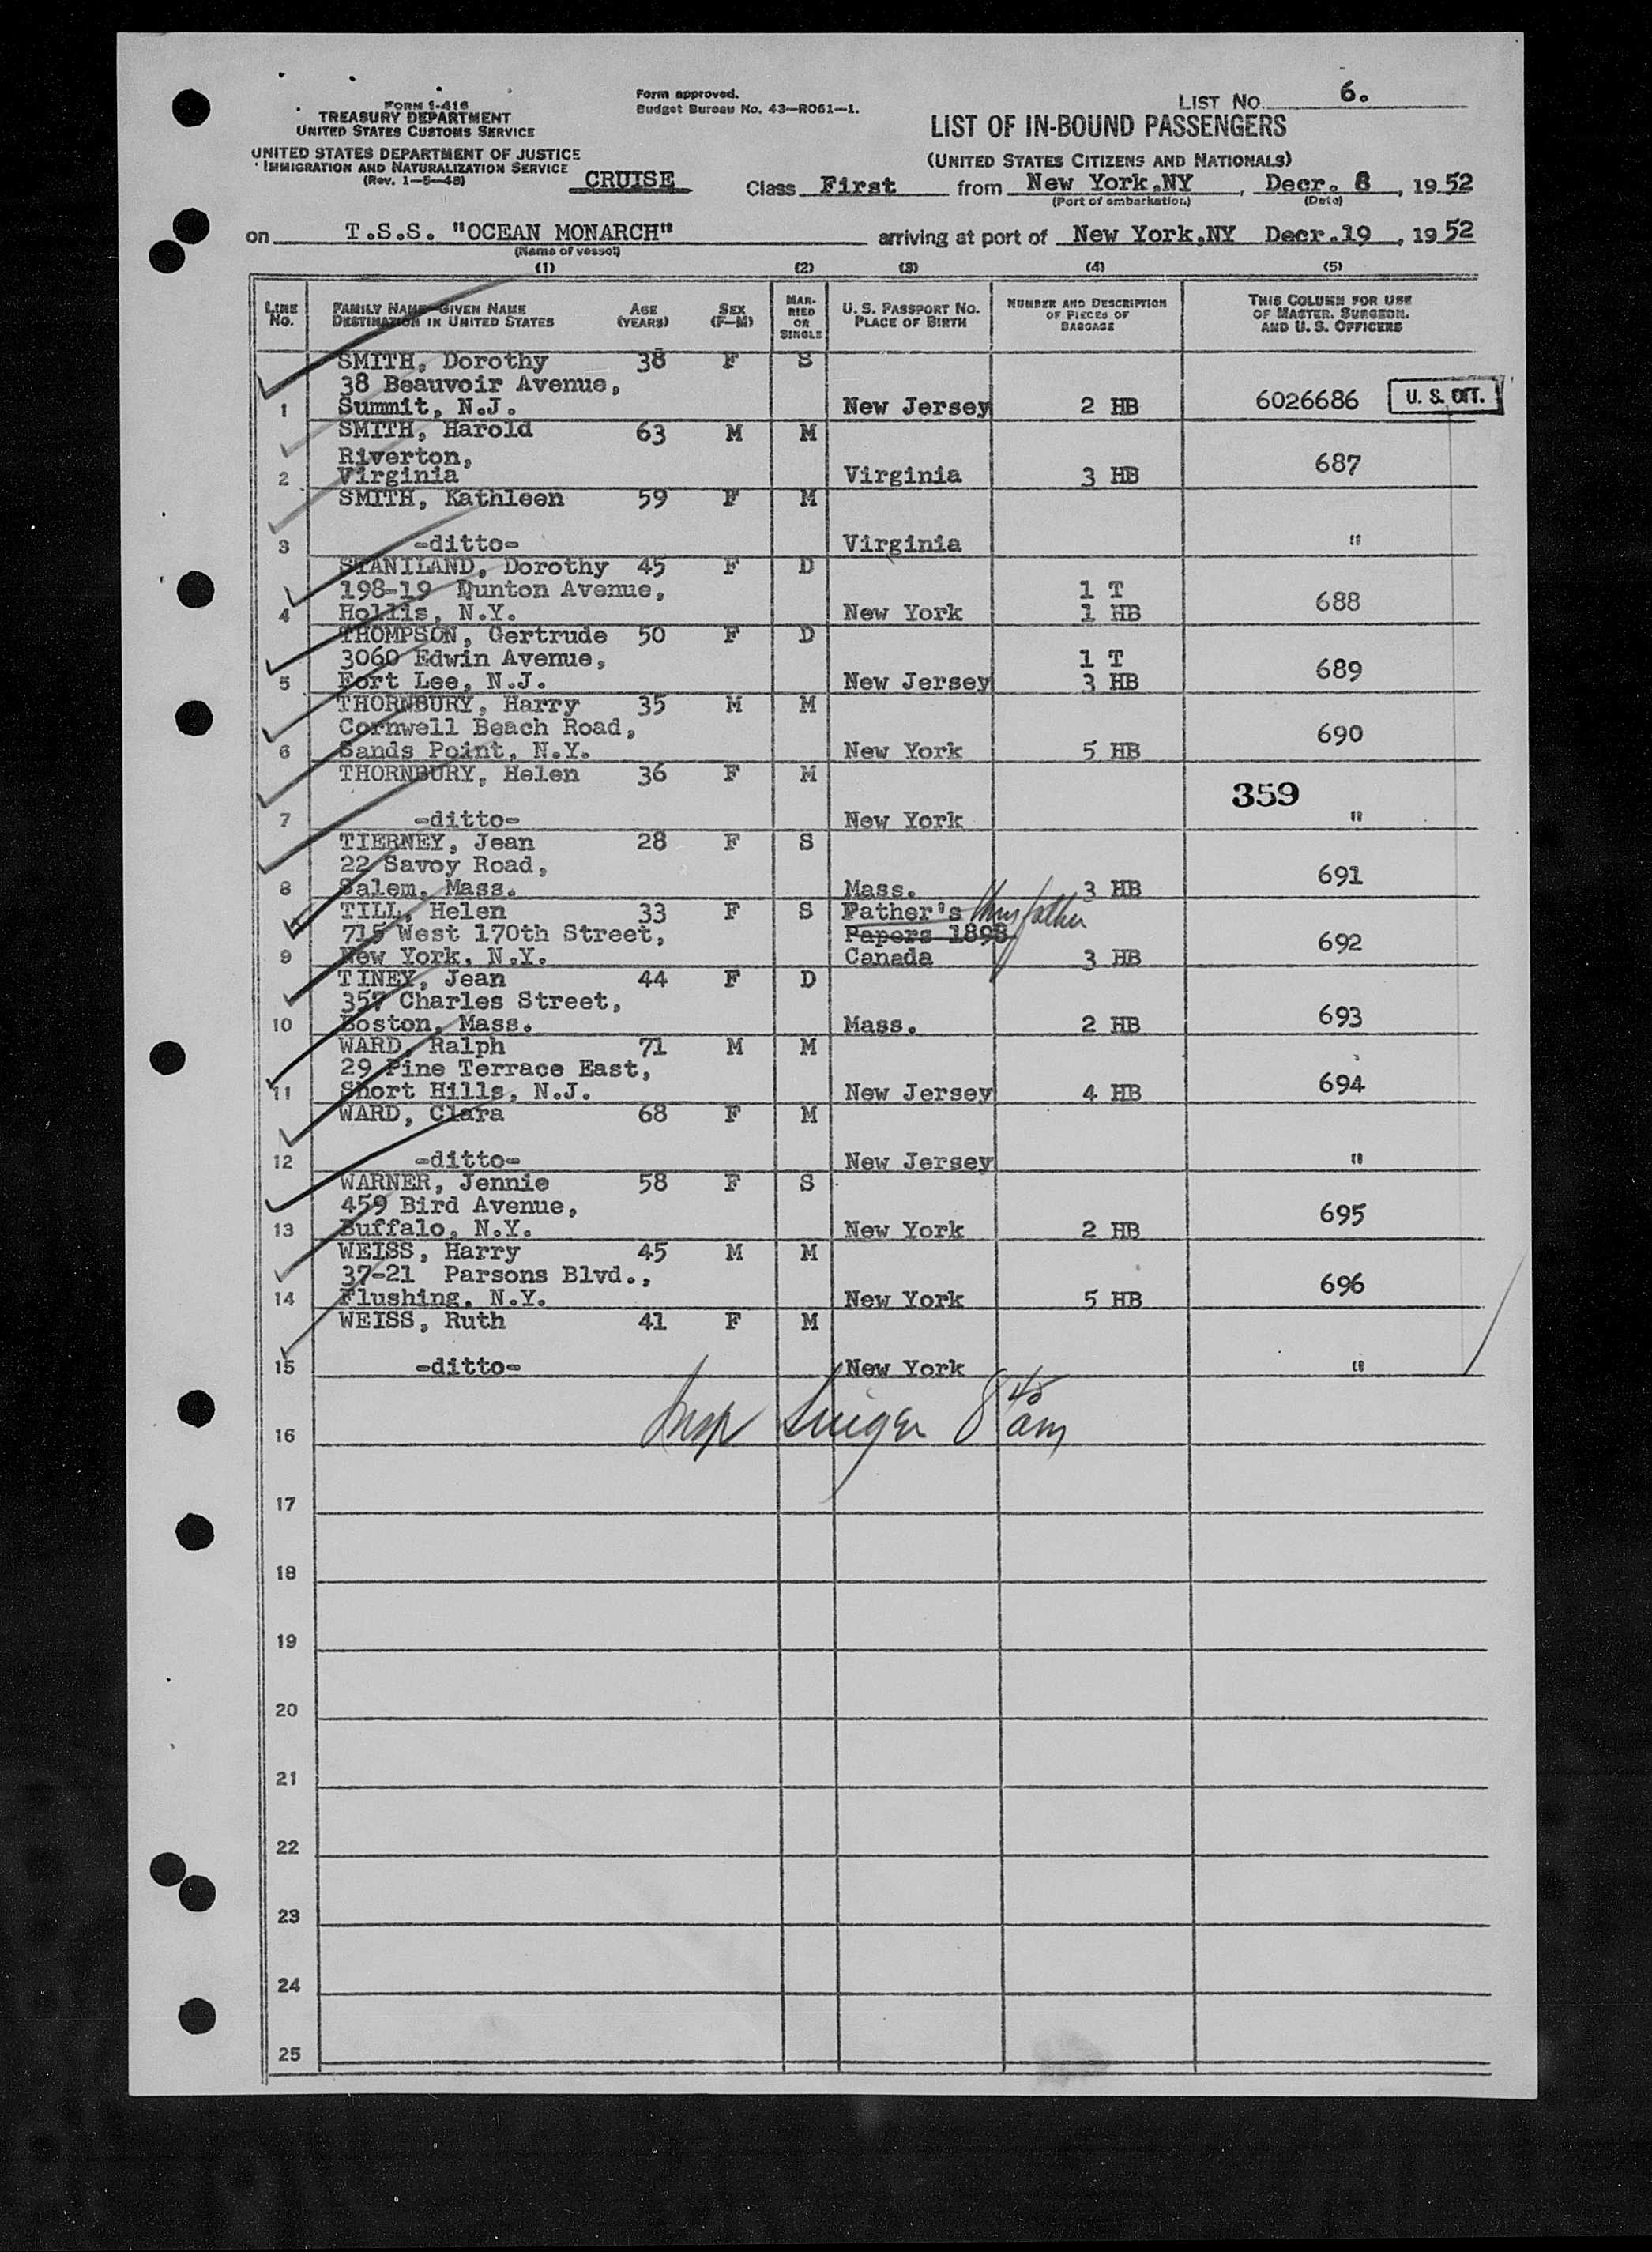 FORM I-416
TREASURY DEPARTMENT
UNITED STATES CUSTOMS SERVICE
UNITED STATES DEPARTMENT OF JUSTICE
IMMIGRATION AND NATURALIZATION SERVICE
(Rev. 1-5-48)
Form approved.
Budget Bureau No. 43-R061-1.
LIST No. 6.
LIST OF IN-BOUND PASSENGERS
(UNITED STATES CITIZENS AND NATIONALS)
CRUISE Class First from New York.NY, Decr. 8, 1952
(Port of embarkation) (Date)
on T.S.S. "OCEAN MONARCH" arriving at port of New York.NY Decr.19, 1952
(Name of vessel)
(1) (2) (3) (4) (5)
LINE No. FAMILY NAME—GIVEN NAME DESTINATION IN UNITED STATES AGE (YEARS) SEX (F-M) MARRIED OR SINGLE U. S. PASSPORT NO. PLACE OF BIRTH NUMBER AND DESCRIPTION OF PIECES OF BAGGAGE THIS COLUMN FOR USE OF MASTER, SURGEON, AND U. S. OFFICERS
SMITH, Dorothy 38 F S
38 Beauvoir Avenue,
1 Summit, N.J. New Jersey 2 HB 6026686 U. S. CIT.
SMITH, Harold 63 M M
Riverton, 687
2 Virginia Virginia 3 HB
SMITH, Kathleen 59 F M
3 -ditto- Virginia "
STANILAND, Dorothy 45 F D
198-19 Dunton Avenue, 1 T 688
4 Hollis, N.Y. New York 1 HB
THOMPSON, Gertrude 50 F D
3060 Edwin Avenue, 1 T 689
5 Fort Lee, N.J. New Jersey 3 HB
THORNBURY, Harry 35 M M
Cornwell Beach Road, 690
6 Sands Point, N.Y. New York 5 HB
THORNBURY, Helen 36 F M
359
7 -ditto- New York "
TIERNEY, Jean 28 F S
22 Savoy Road, 691
8 Salem, Mass. Mass. 3 HB
TILL, Helen 33 F S Father's thru father
715 West 170th Street, Papers 1898 692
9 New York, N.Y. Canada 3 HB
TINEY, Jean 44 F D
357 Charles Street, 693
10 Boston, Mass. Mass. 2 HB
WARD, Ralph 71 M M
29 Pine Terrace East, 694
11 Short Hills, N.J. New Jersey 4 HB
WARD, Clara 68 F M
12 -ditto- New Jersey "
WARNER, Jennie 58 F S
459 Bird Avenue, 695
13 Buffalo, N.Y. New York 2 HB
WEISS, Harry 45 M M
37-21 Parsons Blvd., 696
14 Flushing, N.Y. New York 5 HB
WEISS, Ruth 41 F M
15 -ditto- New York "
16 Insp 8 45 am
17
18
19
20
21
22
23
24
25